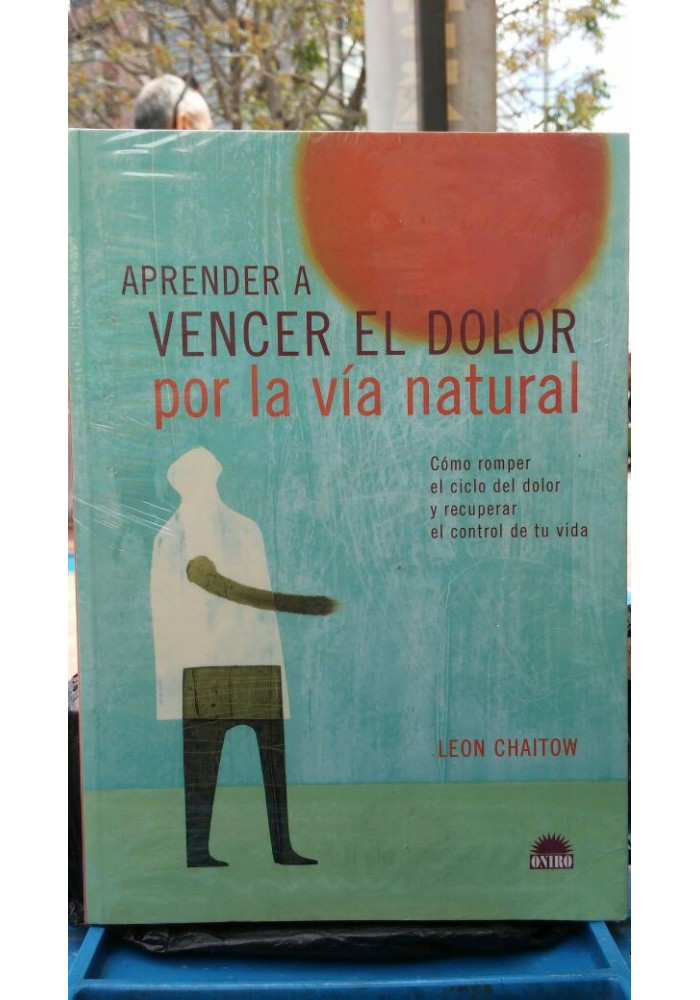 APRENDER A
VENCER EL DOLOR
por la vía natural
Cómo romper
el ciclo del dolor
y recuperar
el control de tu vida
LEON CHAITOW
ONIRO